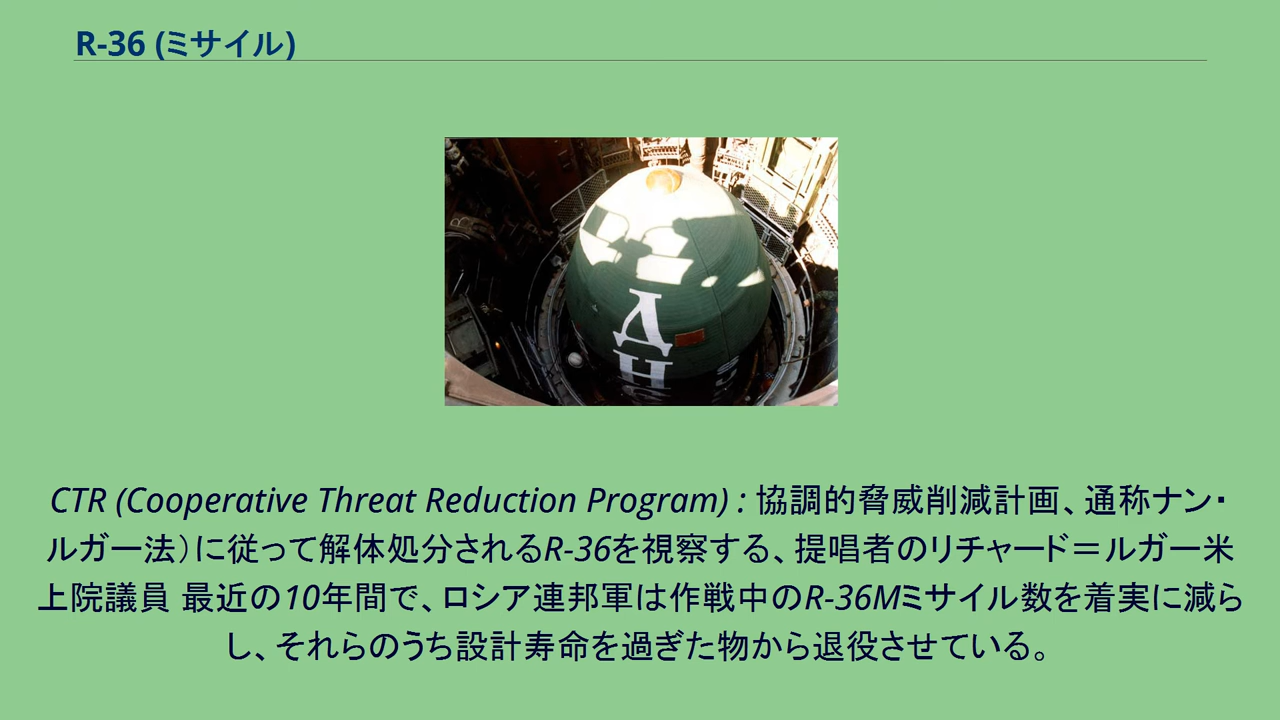 R-36 (ミサイル)
Д
Н
CTR (Cooperative Threat Reduction Program) : 協調的脅威削減計画、通称ナン・
ルガー法）に従って解体処分されるR-36を視察する、提唱者のリチャード＝ルガー米
上院議員 最近の10年間で、ロシア連邦軍は作戦中のR-36Mミサイル数を着実に減ら
し、それらのうち設計寿命を過ぎた物から退役させている。